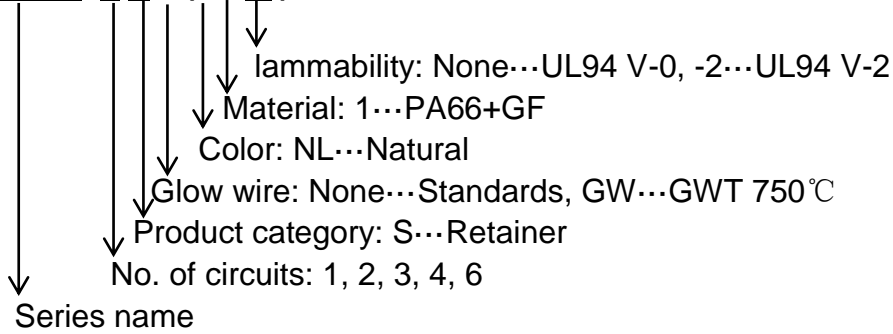 lammability: None···UL94 V-0, -2···UL94 V-2
Material: 1···PA66+GF
Color: NL···Natural
Glow wire: None···Standards, GW···GWT 750℃
Product category: S···Retainer
No. of circuits: 1, 2, 3, 4, 6
Series name